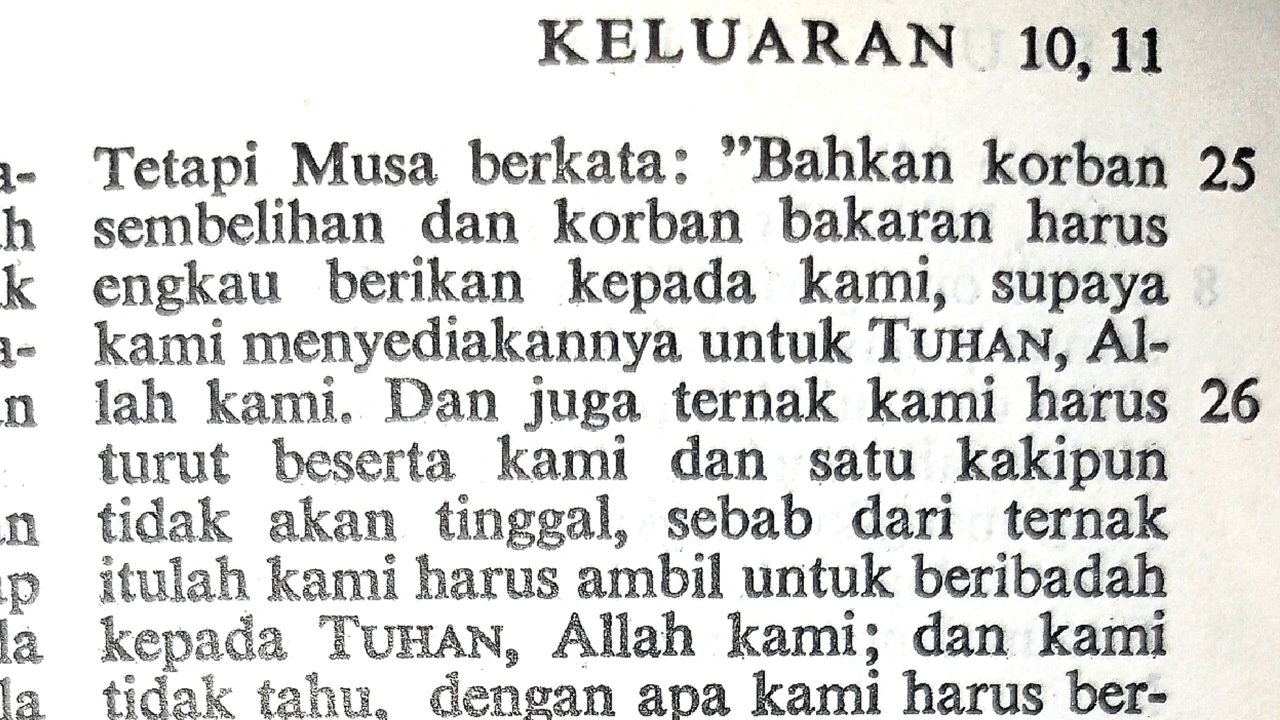 KELUARAN 10, 11
Tetapi Musa berkata: ”Bahkan korban 25
sembelihan dan korban bakaran harus
engkau berikan kepada kami, supaya
kami menyediakannya untuk TUHAN, Al-
lah kami. Dan juga ternak kami harus 26
turut beserta kami dan satu kakipun
tidak akan tinggal, sebab dari ternak
itulah kami harus ambil untuk beribadah
kepada TUHAN, Allah kami; dan kami
tidak tahu, dengan apa kami harus ber-